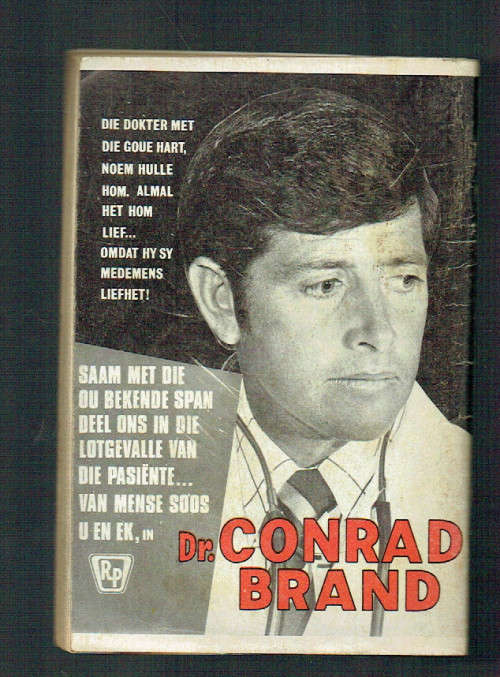 DIE DOKTER MET
DIE GOUE HART,
NOEM HULLE
HOM. ALMAL
HET HOM
LIEF...
OMDAT HY SY
MEDEMENS
LIEFHET!
SAAM MET DIE
OU BEKENDE SPAN
DEEL ONS IN DIE
LOTGEVALLE VAN
DIE PASIËNTE...
VAN MENSE SOOS
U EN EK, IN
Dr. CONRAD
BRAND
RP